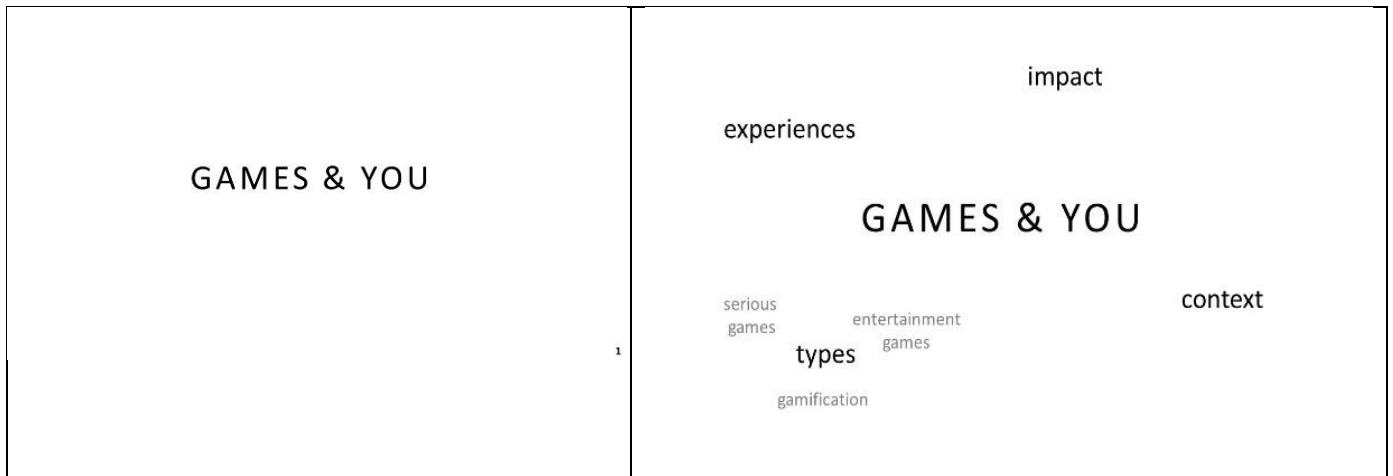 GAMES & YOU
1
impact
experiences
GAMES & YOU
context
serious
games
entertainment
games
types
gamification